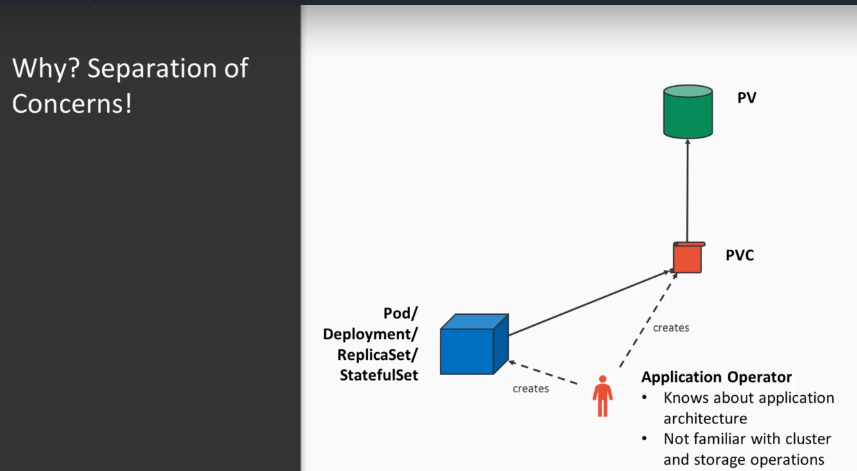 Why? Separation of
Concerns!
PV
PVC
Pod/
Deployment/
ReplicaSet/
StatefulSet
creates
creates
Application Operator
• Knows about application
architecture
• Not familiar with cluster
and storage operations